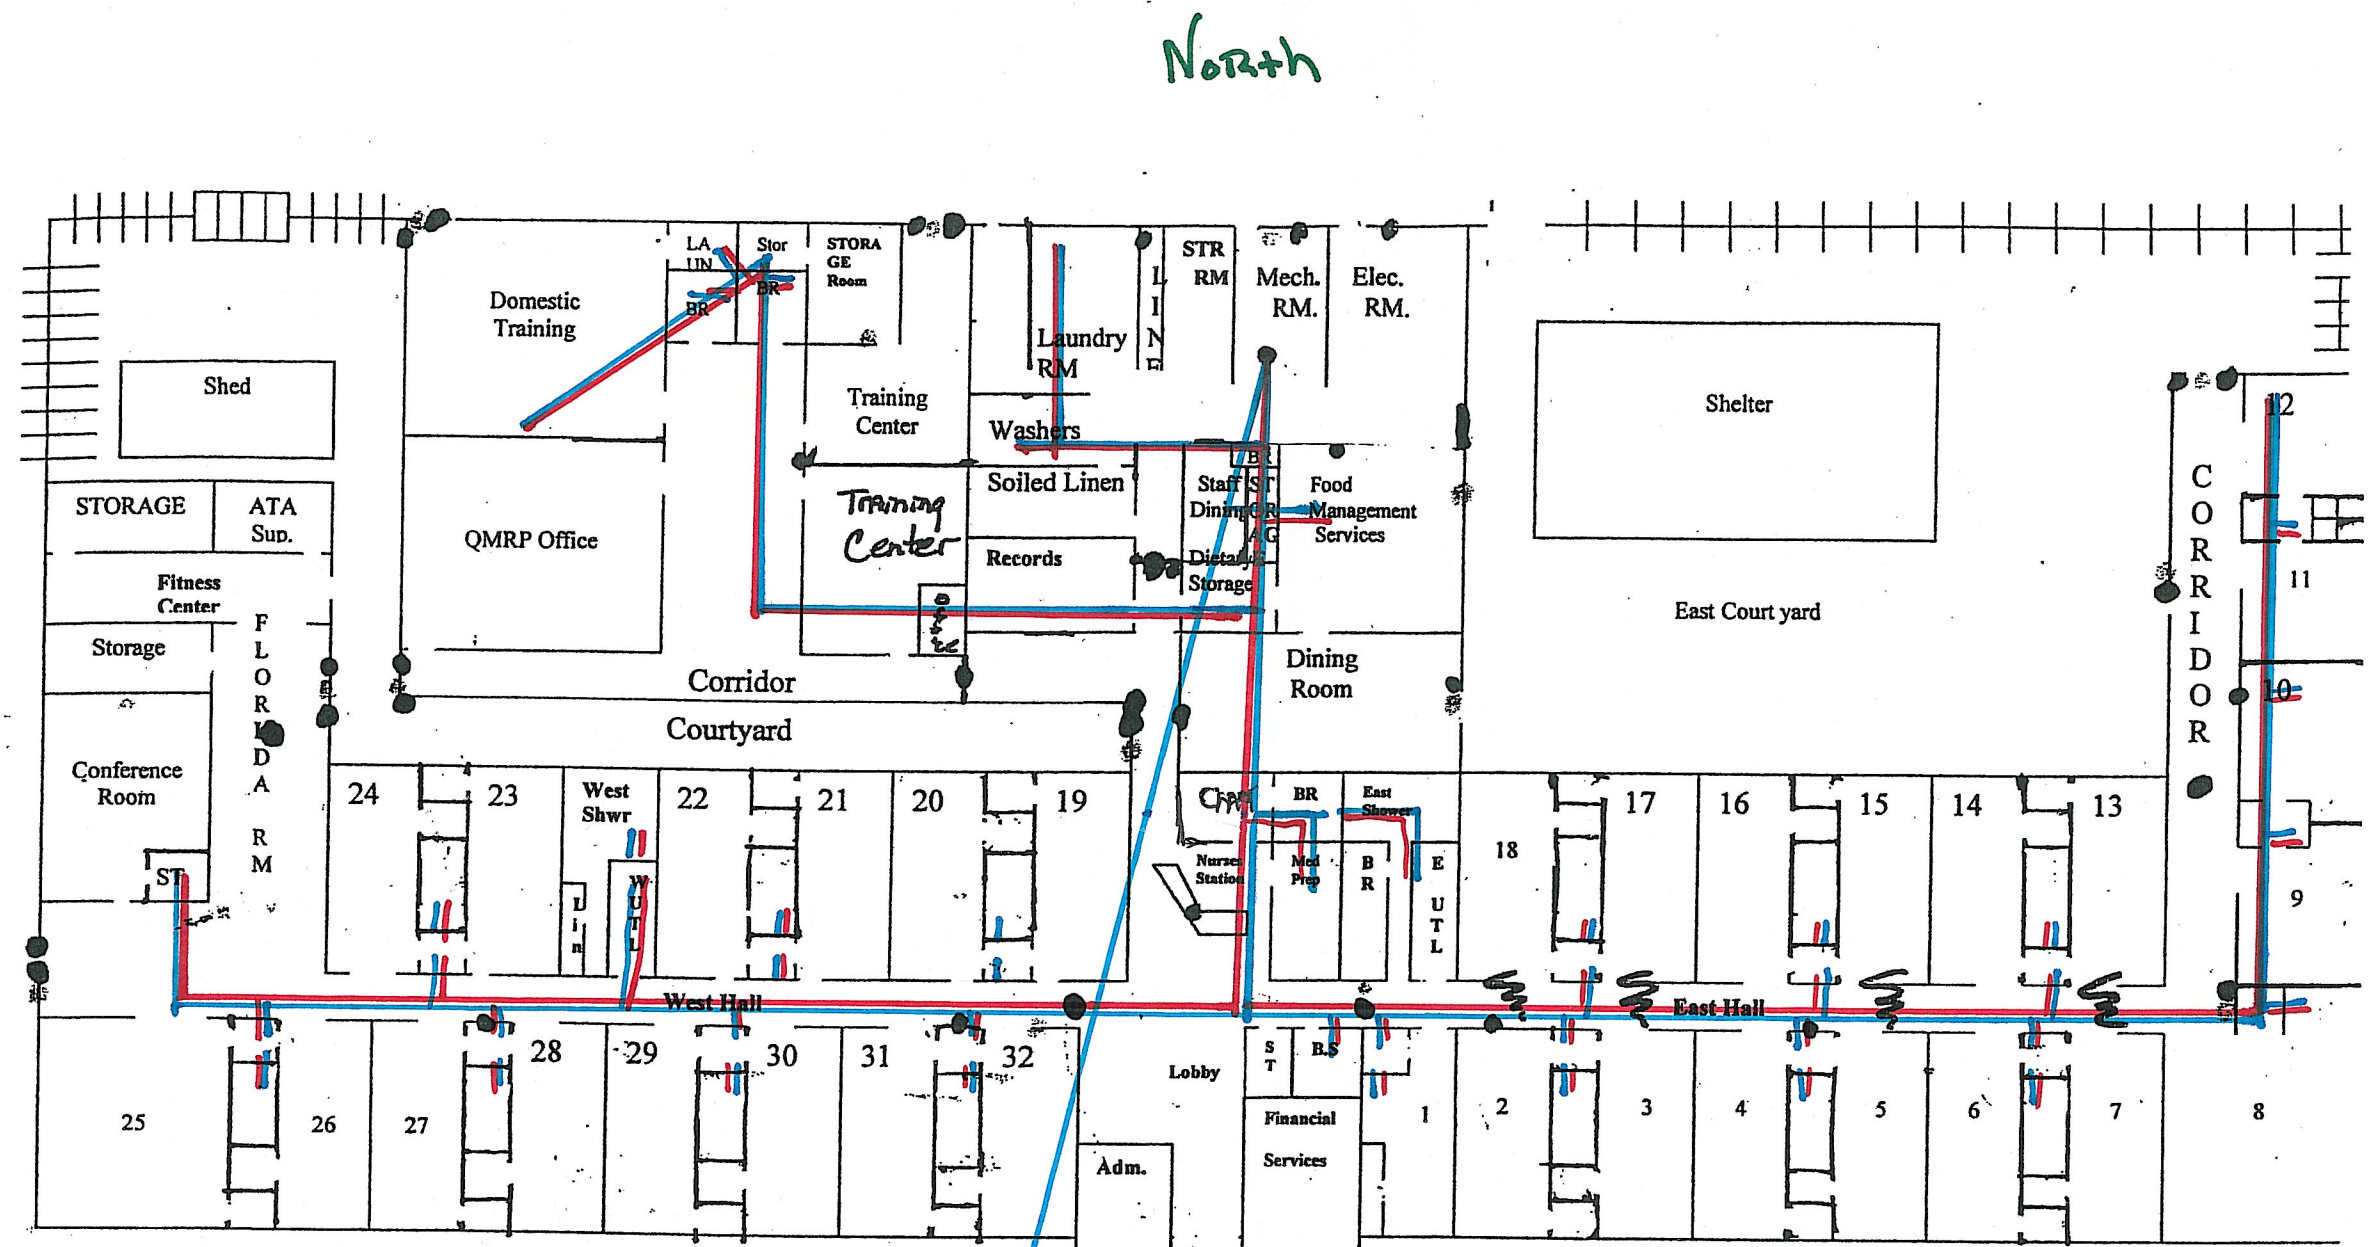 North
LA
UN
Stor
STORA
GE
Room
STR
RM
Mech.
RM.
Elec.
RM.
L
I
N
E
Domestic
Training
BR
BR
Laundry
RM
Shed
Training
Center
Washers
Shelter
12
STORAGE
ATA
Sup.
QMRP Office
Training
Center
Soiled Linen
BR
Staff
Dining
ST
OR
AG
E
Food
Management
Services
C
O
R
R
I
D
O
R
Fitness
Center
Records
Dietary
Storage
11
East Court yard
Storage
F
L
O
R
I
D
A
RM
Corridor
Dining
Room
10
Courtyard
Conference
Room
24
23
West
Shwr
22
21
20
19
BR
East
Shower
17
16
15
14
13
ST
Lin
W
U
T
L
Nurses
Station
Med
Prep
B
R
E
U
T
L
18
9
West Hall
East Hall
28
29
30
31
32
Lobby
S
T
B.S
25
26
27
Adm.
Financial
Services
1
2
3
4
5
6
7
8